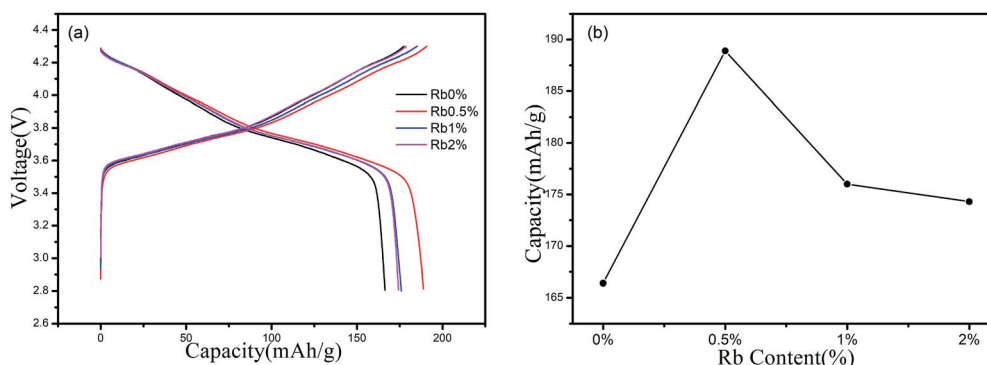 (a)
4.4
4.2
4.0
3.8
3.6
3.4
3.2
3.0
2.8
2.6
Voltage(V)
0
50
100
150
200
Capacity(mAh/g)
Rb0%
Rb0.5%
Rb1%
Rb2%
(b)
190
185
180
175
170
165
Capacity(mAh/g)
0%
0.5%
1%
2%
Rb Content(%)